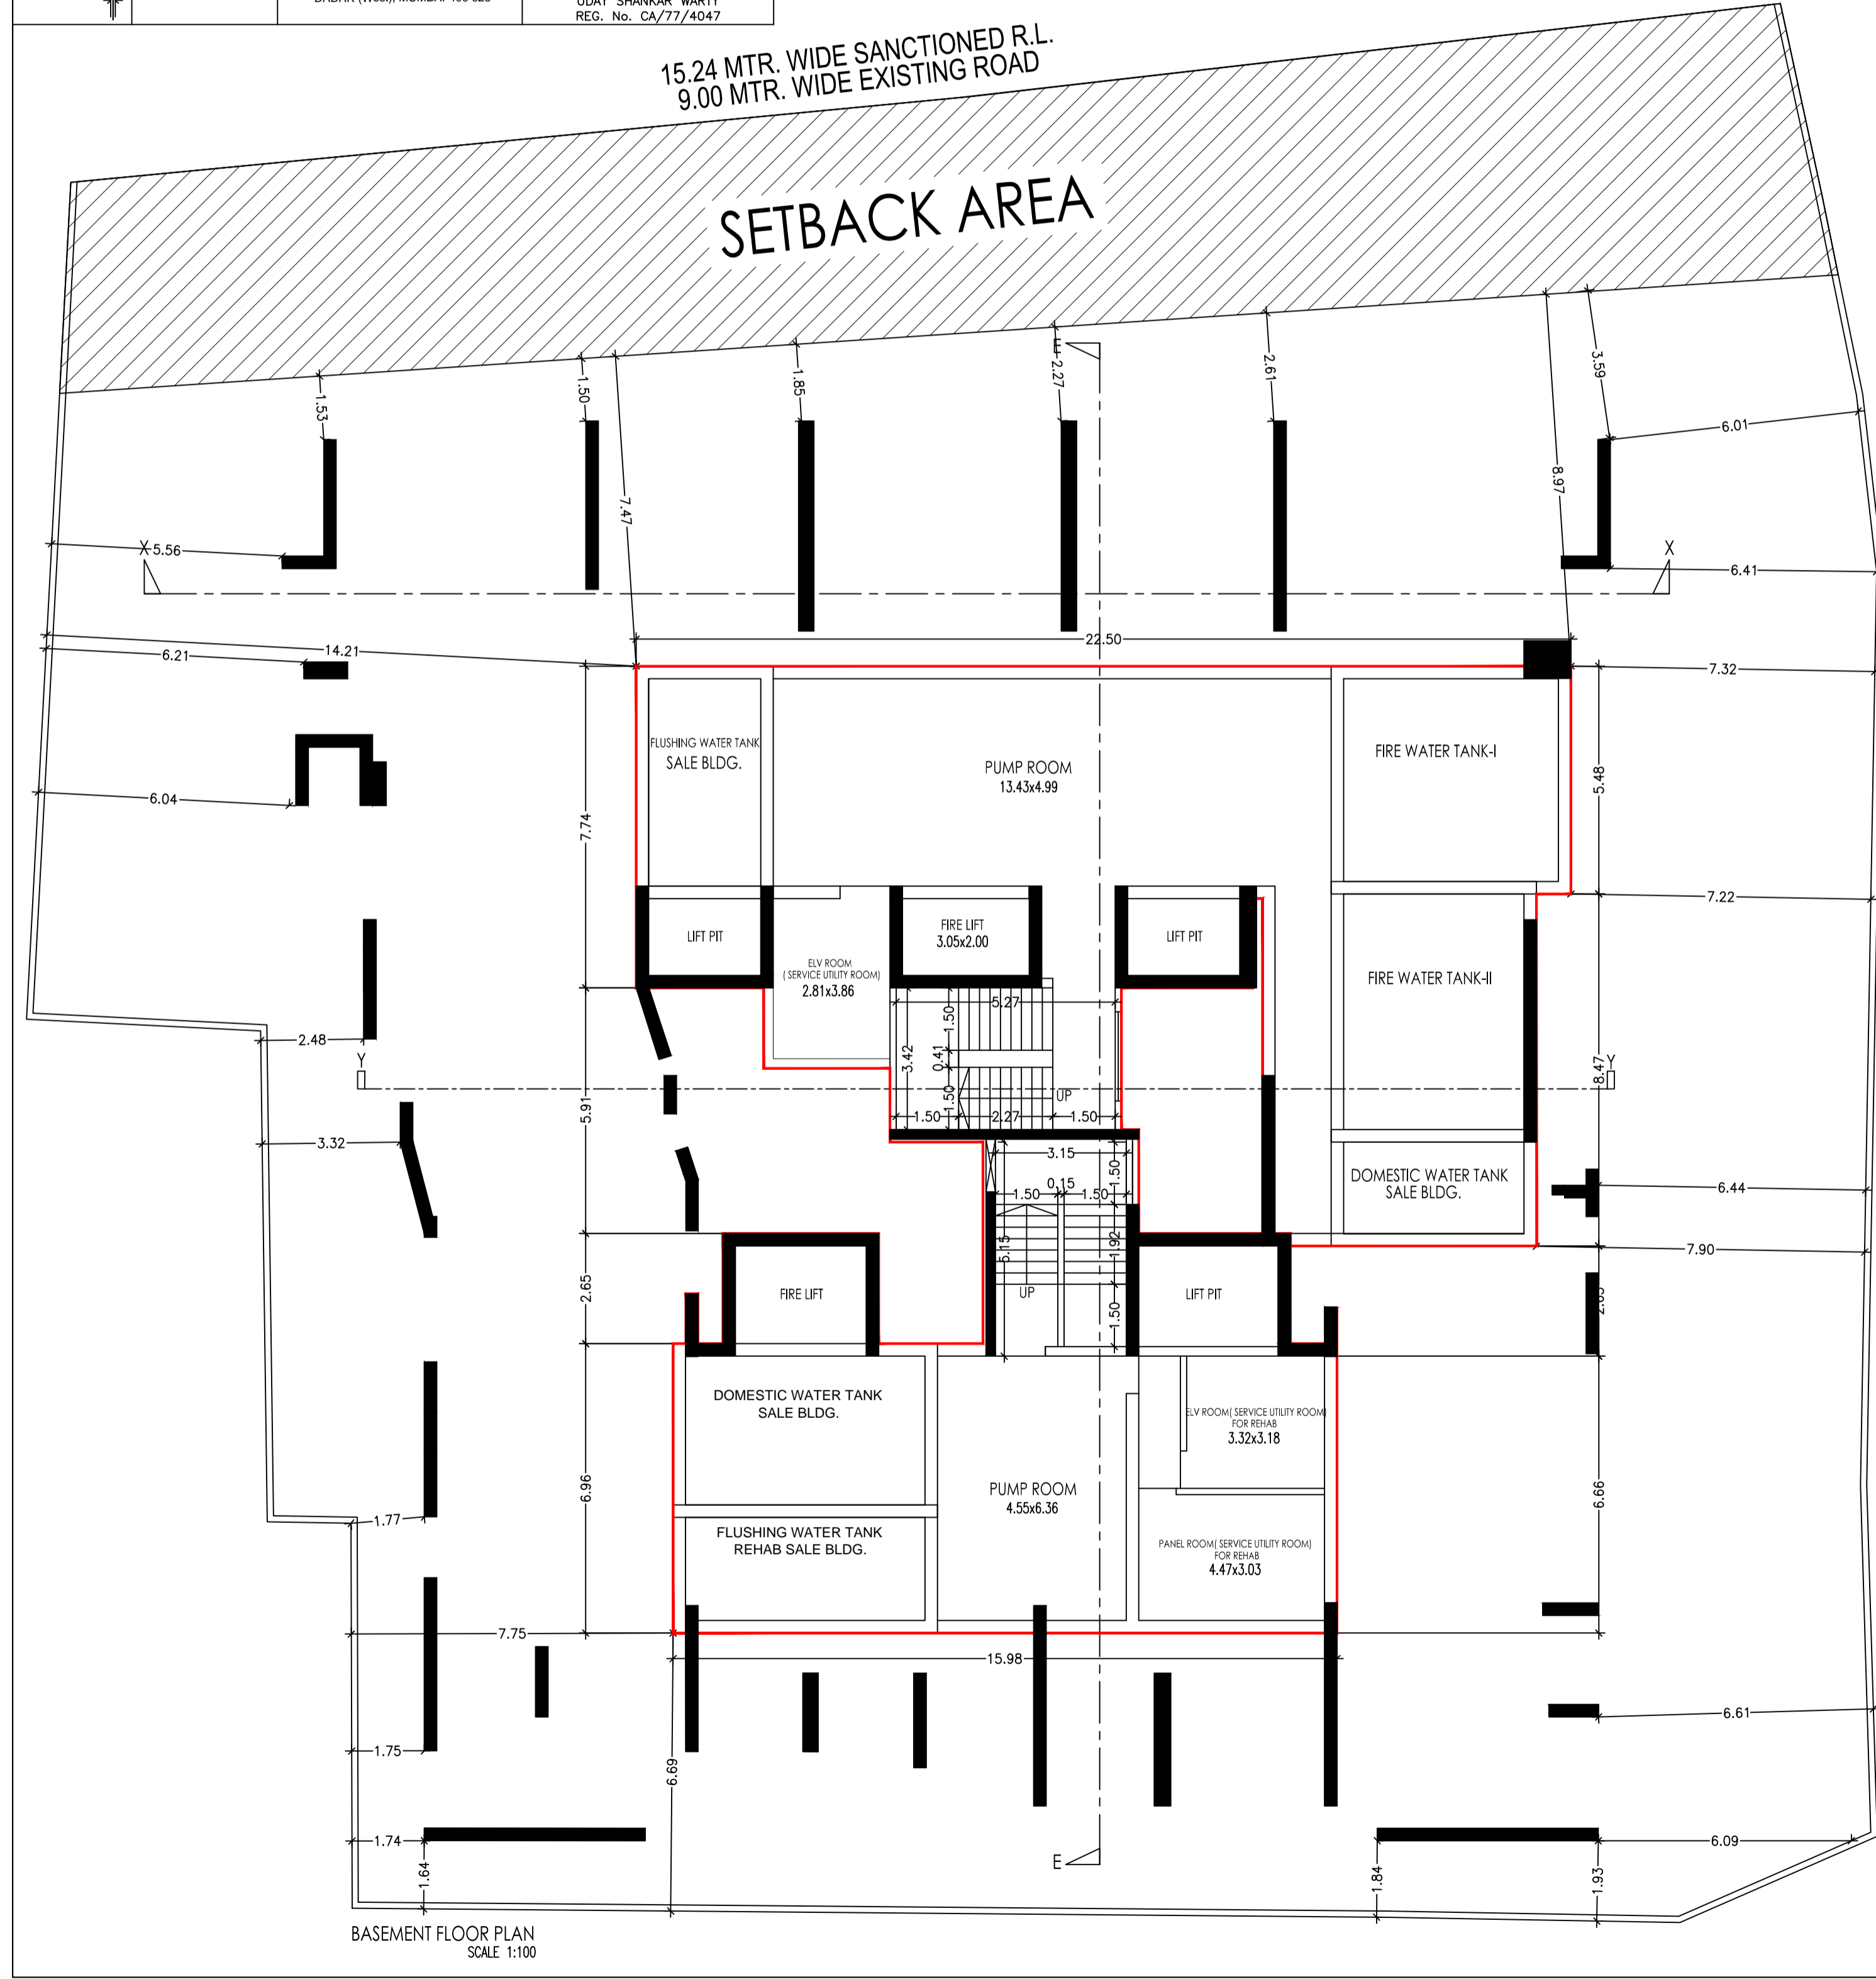 UDAY SHANKAR WARTY
REG. No. CA/77/4047
15.24 MTR. WIDE SANCTIONED R.L.
9.00 MTR. WIDE EXISTING ROAD
SETBACK AREA
1.53
1.50
1.85
E
2.27
2.61
3.59
6.01
7.47
8.97
X
5.56
X
6.41
22.50
14.21
6.21
7.32
FLUSHING WATER TANK
SALE BLDG.
PUMP ROOM
13.43x4.99
FIRE WATER TANK-I
5.48
6.04
7.74
7.22
LIFT PIT
FIRE LIFT
3.05x2.00
LIFT PIT
ELV ROOM
( SERVICE UTILITY ROOM)
2.81x3.86
FIRE WATER TANK-II
5.27
1.50
3.42
0.41
1.50
2.48
Y
8.47
Y
UP
1.50
2.27
1.50
5.91
3.32
3.15
1.50
0.15
1.50
1.50
DOMESTIC WATER TANK
SALE BLDG.
6.44
5.15
1.92
7.90
2.65
FIRE LIFT
UP
LIFT PIT
1.50
DOMESTIC WATER TANK
SALE BLDG.
ELV ROOM( SERVICE UTILITY ROOM)
FOR REHAB
3.32x3.18
6.96
PUMP ROOM
4.55x6.36
6.66
1.77
FLUSHING WATER TANK
REHAB SALE BLDG.
PANEL ROOM( SERVICE UTILITY ROOM)
FOR REHAB
4.47x3.03
7.75
15.98
6.61
1.75
6.69
1.74
6.09
1.64
E
1.84
1.93
BASEMENT FLOOR PLAN
SCALE 1:100